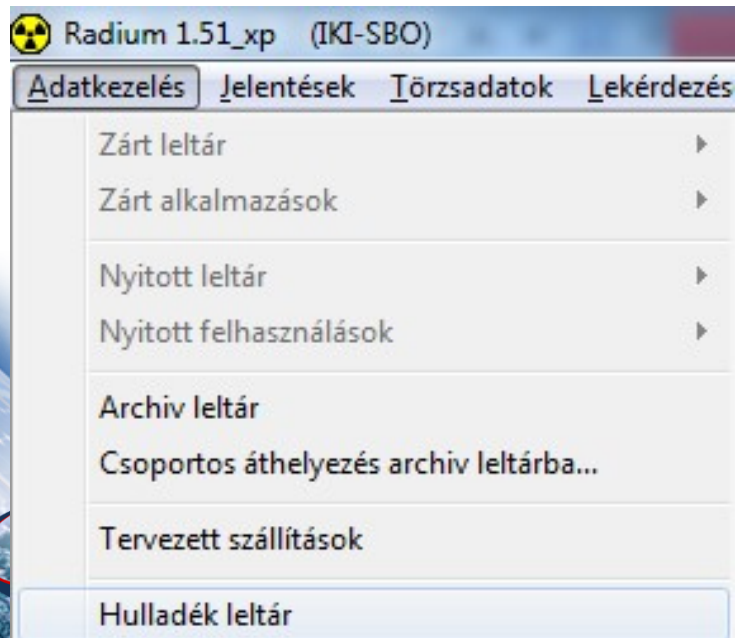 Radium 1.51_xp (IKI-SBO)
Adatkezelés Jelentések Törzsadatok Lekérdezés
Zárt leltár
Zárt alkalmazások
Nyitott leltár
Nyitott felhasználások
Archiv leltár
Csoportos áthelyezés archiv leltárba...
Tervezett szállítások
Hulladék leltár